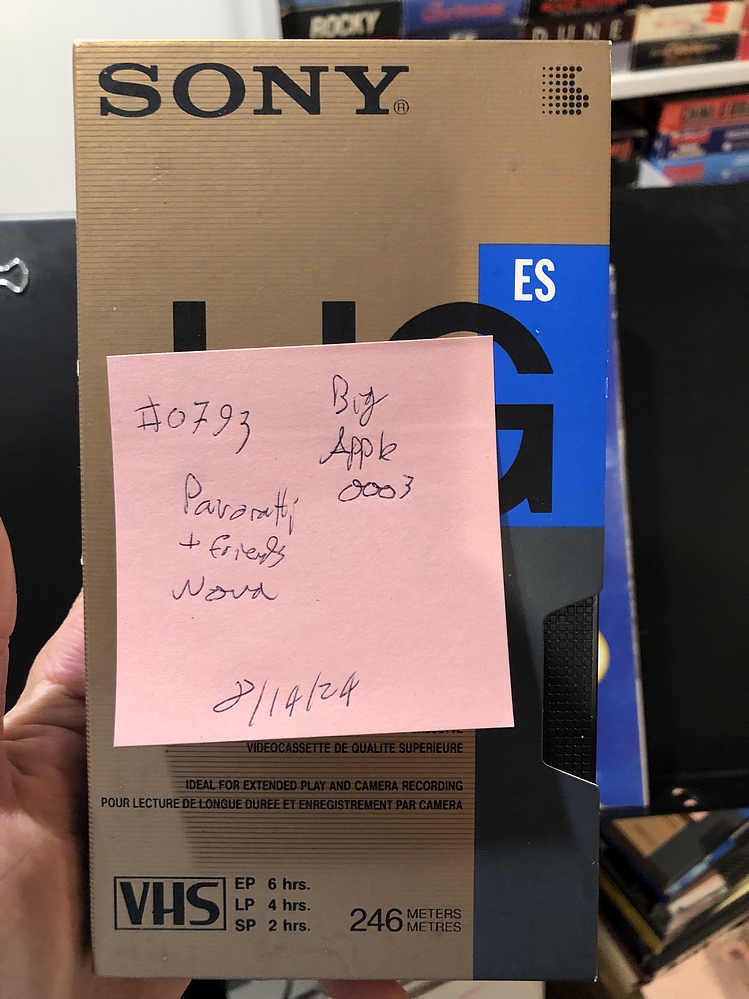 ROCKY
DUNE
SONY®
ES
HG
#0793
Big
Apple
0003
Pavaratti
+ friends
Nova
8/14/24
VIDEOCASSETTE DE QUALITE SUPERIEURE
IDEAL FOR EXTENDED PLAY AND CAMERA RECORDING
POUR LECTURE DE LONGUE DUREE ET ENREGISTREMENT PAR CAMERA
VHS
EP 6 hrs.
LP 4 hrs.
SP 2 hrs.
246 METERS
METRES